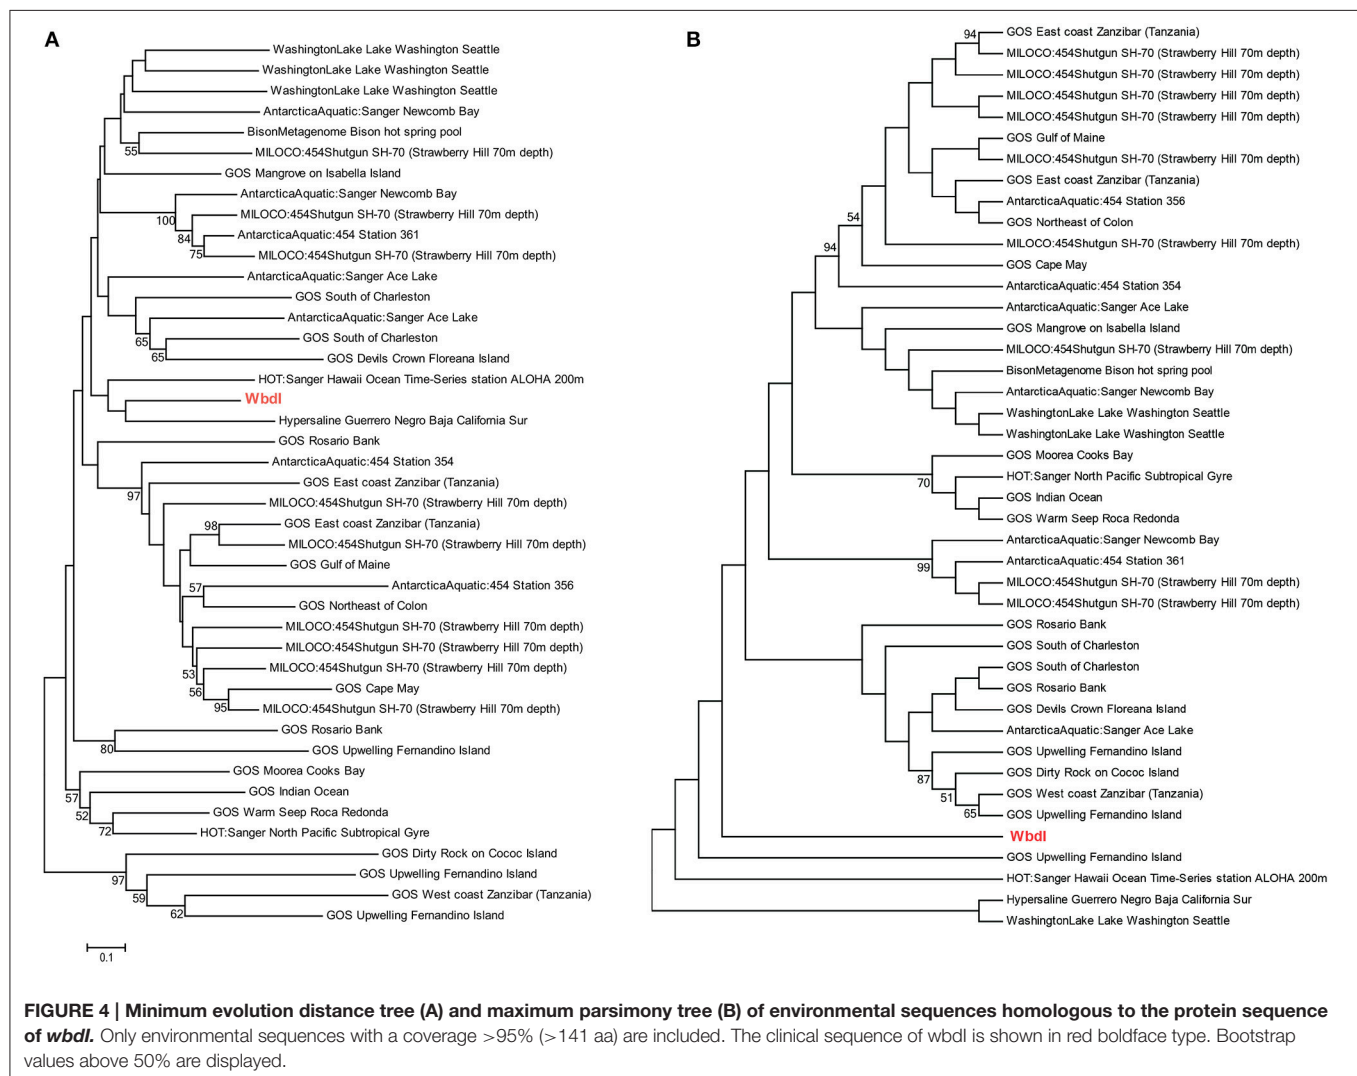 A
WashingtonLake Lake Washington Seattle
WashingtonLake Lake Washington Seattle
WashingtonLake Lake Washington Seattle
AntarcticaAquatic:Sanger Newcomb Bay
BisonMetagenome Bison hot spring pool
55
MILOCO:454Shutgun SH-70 (Strawberry Hill 70m depth)
GOS Mangrove on Isabella Island
AntarcticaAquatic:Sanger Newcomb Bay
100
MILOCO:454Shutgun SH-70 (Strawberry Hill 70m depth)
84
AntarcticaAquatic:454 Station 361
75
MILOCO:454Shutgun SH-70 (Strawberry Hill 70m depth)
AntarcticaAquatic:Sanger Ace Lake
GOS South of Charleston
AntarcticaAquatic:Sanger Ace Lake
65
GOS South of Charleston
65
GOS Devils Crown Floreana Island
HOT:Sanger Hawaii Ocean Time-Series station ALOHA 200m
WbdI
Hypersaline Guerrero Negro Baja California Sur
GOS Rosario Bank
AntarcticaAquatic:454 Station 354
97
GOS East coast Zanzibar (Tanzania)
MILOCO:454Shutgun SH-70 (Strawberry Hill 70m depth)
98
GOS East coast Zanzibar (Tanzania)
MILOCO:454Shutgun SH-70 (Strawberry Hill 70m depth)
GOS Gulf of Maine
57
AntarcticaAquatic:454 Station 356
GOS Northeast of Colon
MILOCO:454Shutgun SH-70 (Strawberry Hill 70m depth)
MILOCO:454Shutgun SH-70 (Strawberry Hill 70m depth)
53
MILOCO:454Shutgun SH-70 (Strawberry Hill 70m depth)
56
GOS Cape May
95
MILOCO:454Shutgun SH-70 (Strawberry Hill 70m depth)
GOS Rosario Bank
80
GOS Upwelling Fernandino Island
GOS Moorea Cooks Bay
57
GOS Indian Ocean
52
GOS Warm Seep Roca Redonda
72
HOT:Sanger North Pacific Subtropical Gyre
GOS Dirty Rock on Cococ Island
97
GOS Upwelling Fernandino Island
59
GOS West coast Zanzibar (Tanzania)
62
GOS Upwelling Fernandino Island
0.1
B
94
GOS East coast Zanzibar (Tanzania)
MILOCO:454Shutgun SH-70 (Strawberry Hill 70m depth)
MILOCO:454Shutgun SH-70 (Strawberry Hill 70m depth)
MILOCO:454Shutgun SH-70 (Strawberry Hill 70m depth)
MILOCO:454Shutgun SH-70 (Strawberry Hill 70m depth)
GOS Gulf of Maine
MILOCO:454Shutgun SH-70 (Strawberry Hill 70m depth)
GOS East coast Zanzibar (Tanzania)
AntarcticaAquatic:454 Station 356
54
GOS Northeast of Colon
94
MILOCO:454Shutgun SH-70 (Strawberry Hill 70m depth)
GOS Cape May
AntarcticaAquatic:454 Station 354
AntarcticaAquatic:Sanger Ace Lake
GOS Mangrove on Isabella Island
MILOCO:454Shutgun SH-70 (Strawberry Hill 70m depth)
BisonMetagenome Bison hot spring pool
AntarcticaAquatic:Sanger Newcomb Bay
WashingtonLake Lake Washington Seattle
WashingtonLake Lake Washington Seattle
GOS Moorea Cooks Bay
70
HOT:Sanger North Pacific Subtropical Gyre
GOS Indian Ocean
GOS Warm Seep Roca Redonda
AntarcticaAquatic:Sanger Newcomb Bay
99
AntarcticaAquatic:454 Station 361
MILOCO:454Shutgun SH-70 (Strawberry Hill 70m depth)
MILOCO:454Shutgun SH-70 (Strawberry Hill 70m depth)
GOS Rosario Bank
GOS South of Charleston
GOS South of Charleston
GOS Rosario Bank
GOS Devils Crown Floreana Island
AntarcticaAquatic:Sanger Ace Lake
GOS Upwelling Fernandino Island
87
GOS Dirty Rock on Cococ Island
51
GOS West coast Zanzibar (Tanzania)
65
GOS Upwelling Fernandino Island
WbdI
GOS Upwelling Fernandino Island
HOT:Sanger Hawaii Ocean Time-Series station ALOHA 200m
Hypersaline Guerrero Negro Baja California Sur
WashingtonLake Lake Washington Seattle
FIGURE 4 | Minimum evolution distance tree (A) and maximum parsimony tree (B) of environmental sequences homologous to the protein sequence
of wbdI. Only environmental sequences with a coverage >95% (>141 aa) are included. The clinical sequence of wbdI is shown in red boldface type. Bootstrap
values above 50% are displayed.